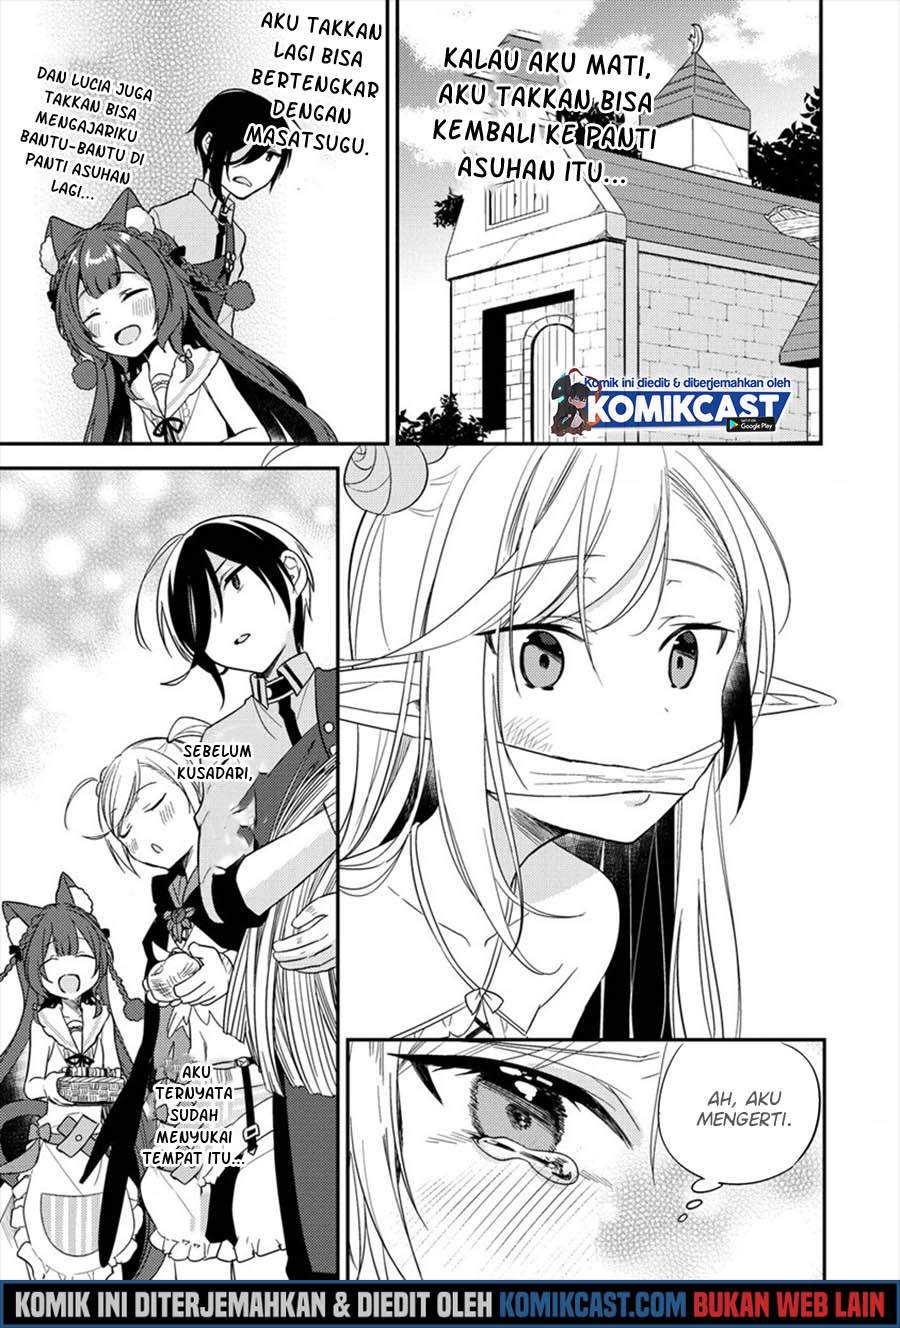 KALAU AKU MATI,
AKU TAKKAN BISA
KEMBALI KE PANTI
ASUHAN ITU...
AKU TAKKAN
LAGI BISA
BERTENGKAR
DENGAN
MASATSUGU.
DAN LUCIA JUGA
TAKKAN BISA
MENGAJARIKU
BANTU-BANTU DI
PANTI ASUHAN
LAGI...
Komik ini diedit & diterjemahkan oleh
KOMIKCAST
Google Play
AH, AKU
MENGERTI.
SEBELUM
KUSADARI,
AKU
TERNYATA
SUDAH
MENYUKAI
TEMPAT ITU...
KOMIK INI DITERJEMAHKAN & DIEDIT OLEH KOMIKCAST.COM BUKAN WEB LAIN